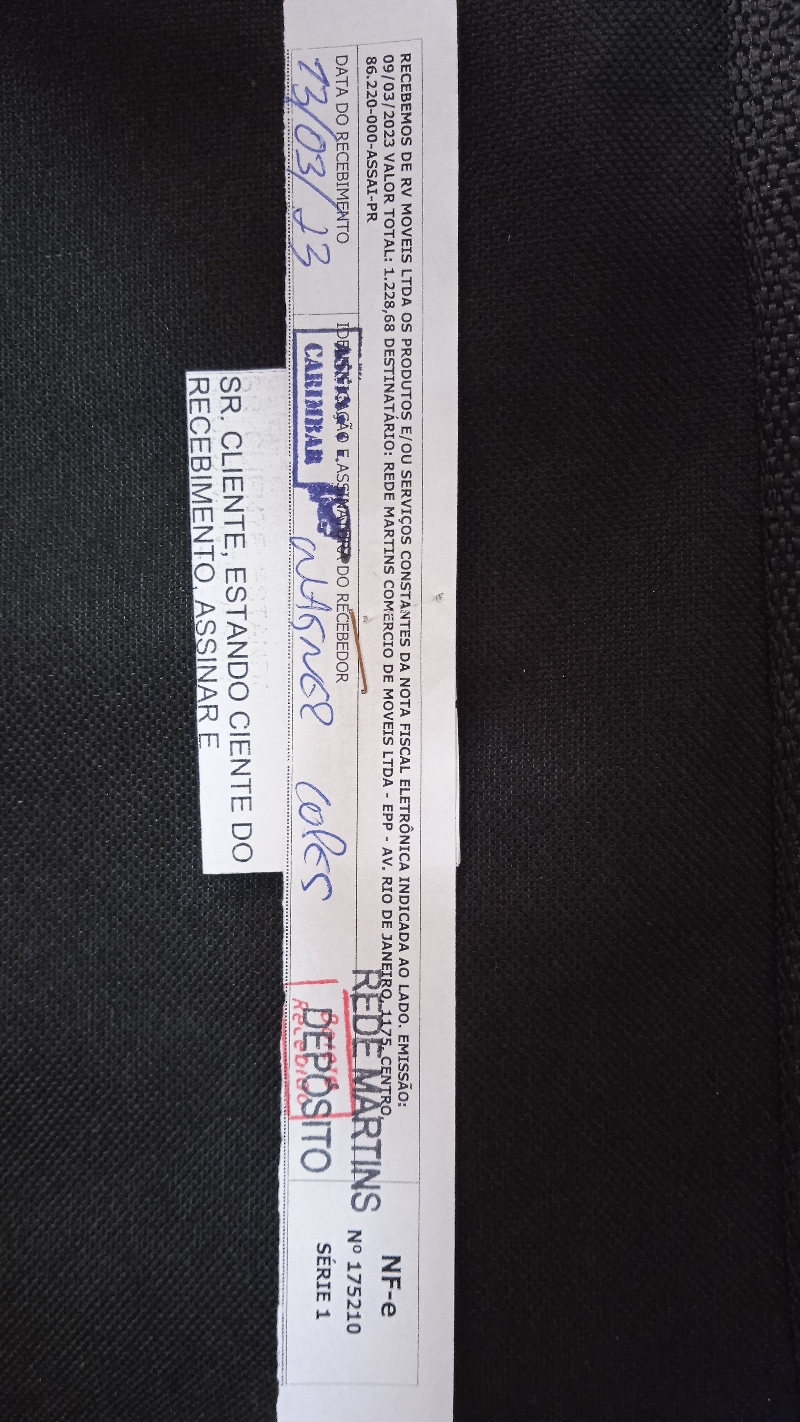 RECEBEMOS DE RV MOVEIS LTDA OS PRODUTOS E/OU SERVIÇOS CONSTANTES DA NOTA FISCAL ELETRÔNICA INDICADA AO LADO. EMISSÃO:
09/03/2023 VALOR TOTAL: 1.228,68 DESTINATÁRIO: REDE MARTINS COMERCIO DE MOVEIS LTDA - EPP - AV. RIO DE JANEIRO, 1175, CENTRO,
86.220-000-ASSAI-PR
DATA DO RECEBIMENTO
13/03/23
IDENTIFICAÇÃO E ASSINATURA DO RECEBEDOR
CARIMBAR
REDE MARTINS
DEPOSITO
Recebido
NF-e
Nº 175210
SÉRIE 1
SR. CLIENTE, ESTANDO CIENTE DO
RECEBIMENTO, ASSINAR E